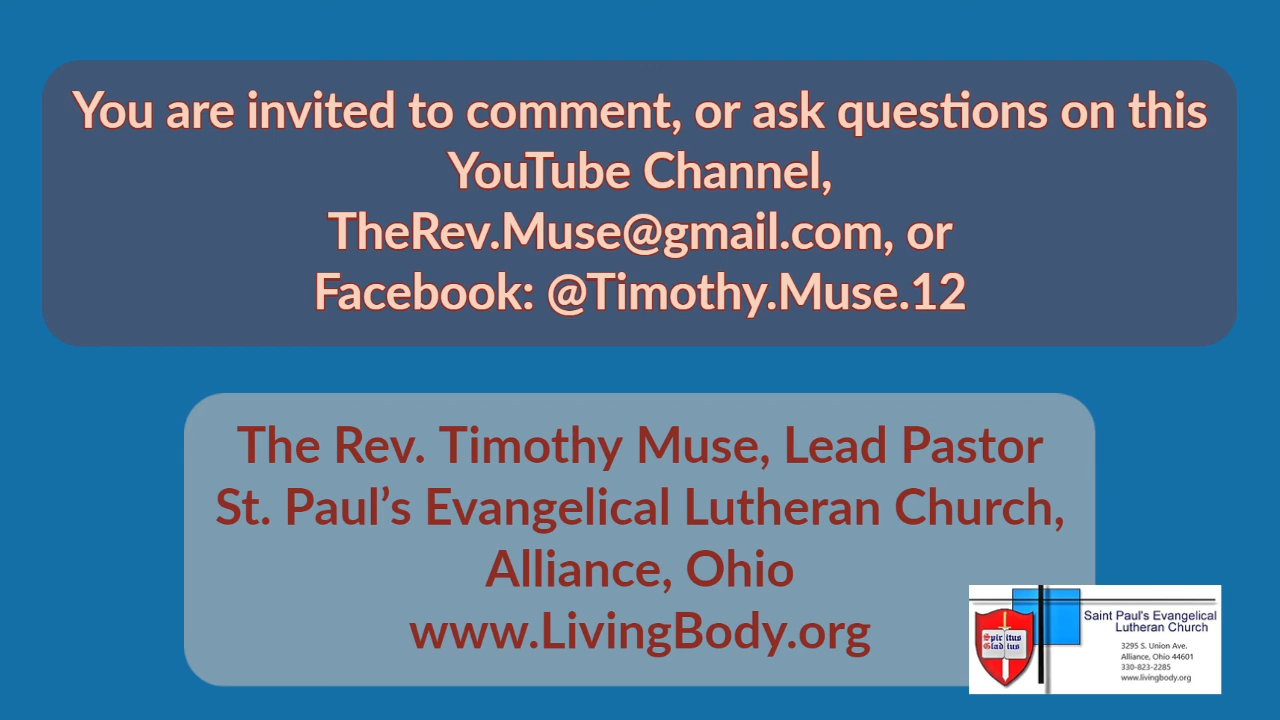 You are invited to comment, or ask questions on this
YouTube Channel,
TheRev.Muse@gmail.com, or
Facebook: @Timothy.Muse.12
The Rev. Timothy Muse, Lead Pastor
St. Paul’s Evangelical Lutheran Church,
Alliance, Ohio
www.LivingBody.org
Saint Paul's Evangelical
Lutheran Church
Spiritus
Gladius
3295 S. Union Ave.
Alliance, Ohio 44601
330-823-2285
www.livingbody.org